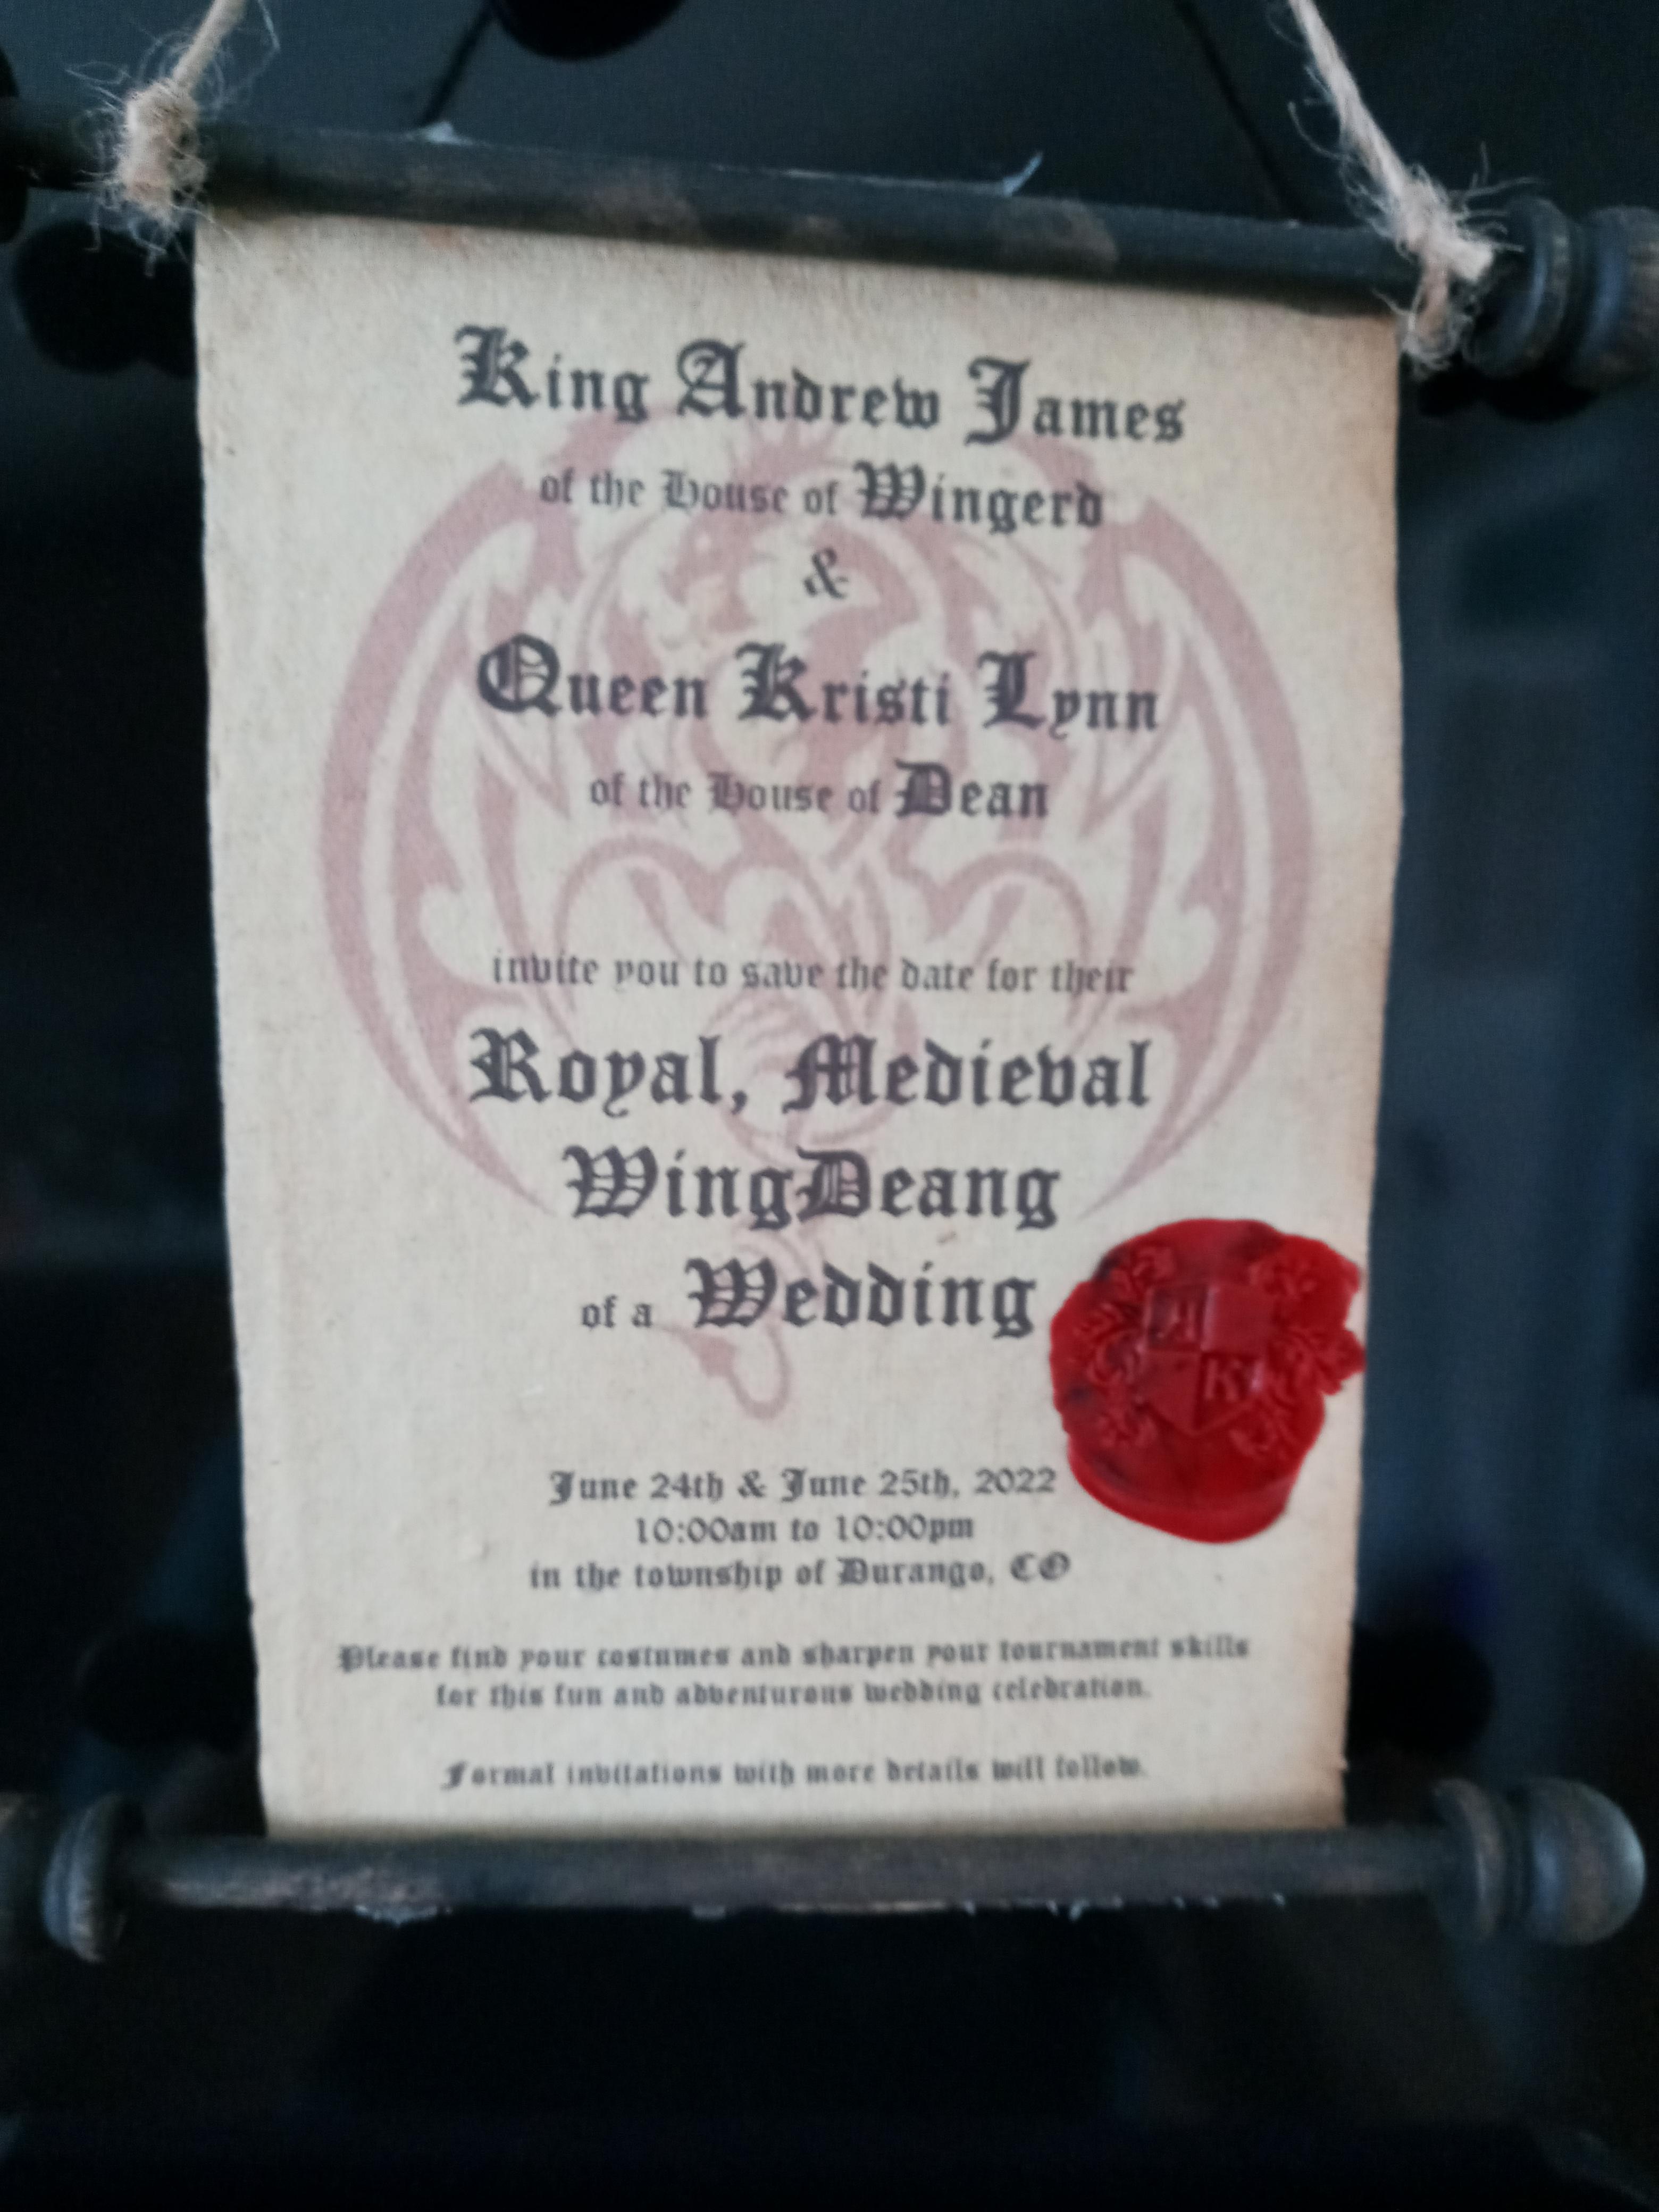 King Andrew James
of the House of Wingerd
&
Queen Kristi Lynn
of the House of Dean
invite you to save the date for their
Royal, Medieval
WingDeang
of a Wedding
A
K
June 24th & June 25th, 2022
10:00am to 10:00pm
in the township of Durango, CO
Please find your costumes and sharpen your tournament skills
for this fun and adventurous wedding celebration.
Formal invitations with more details will follow.